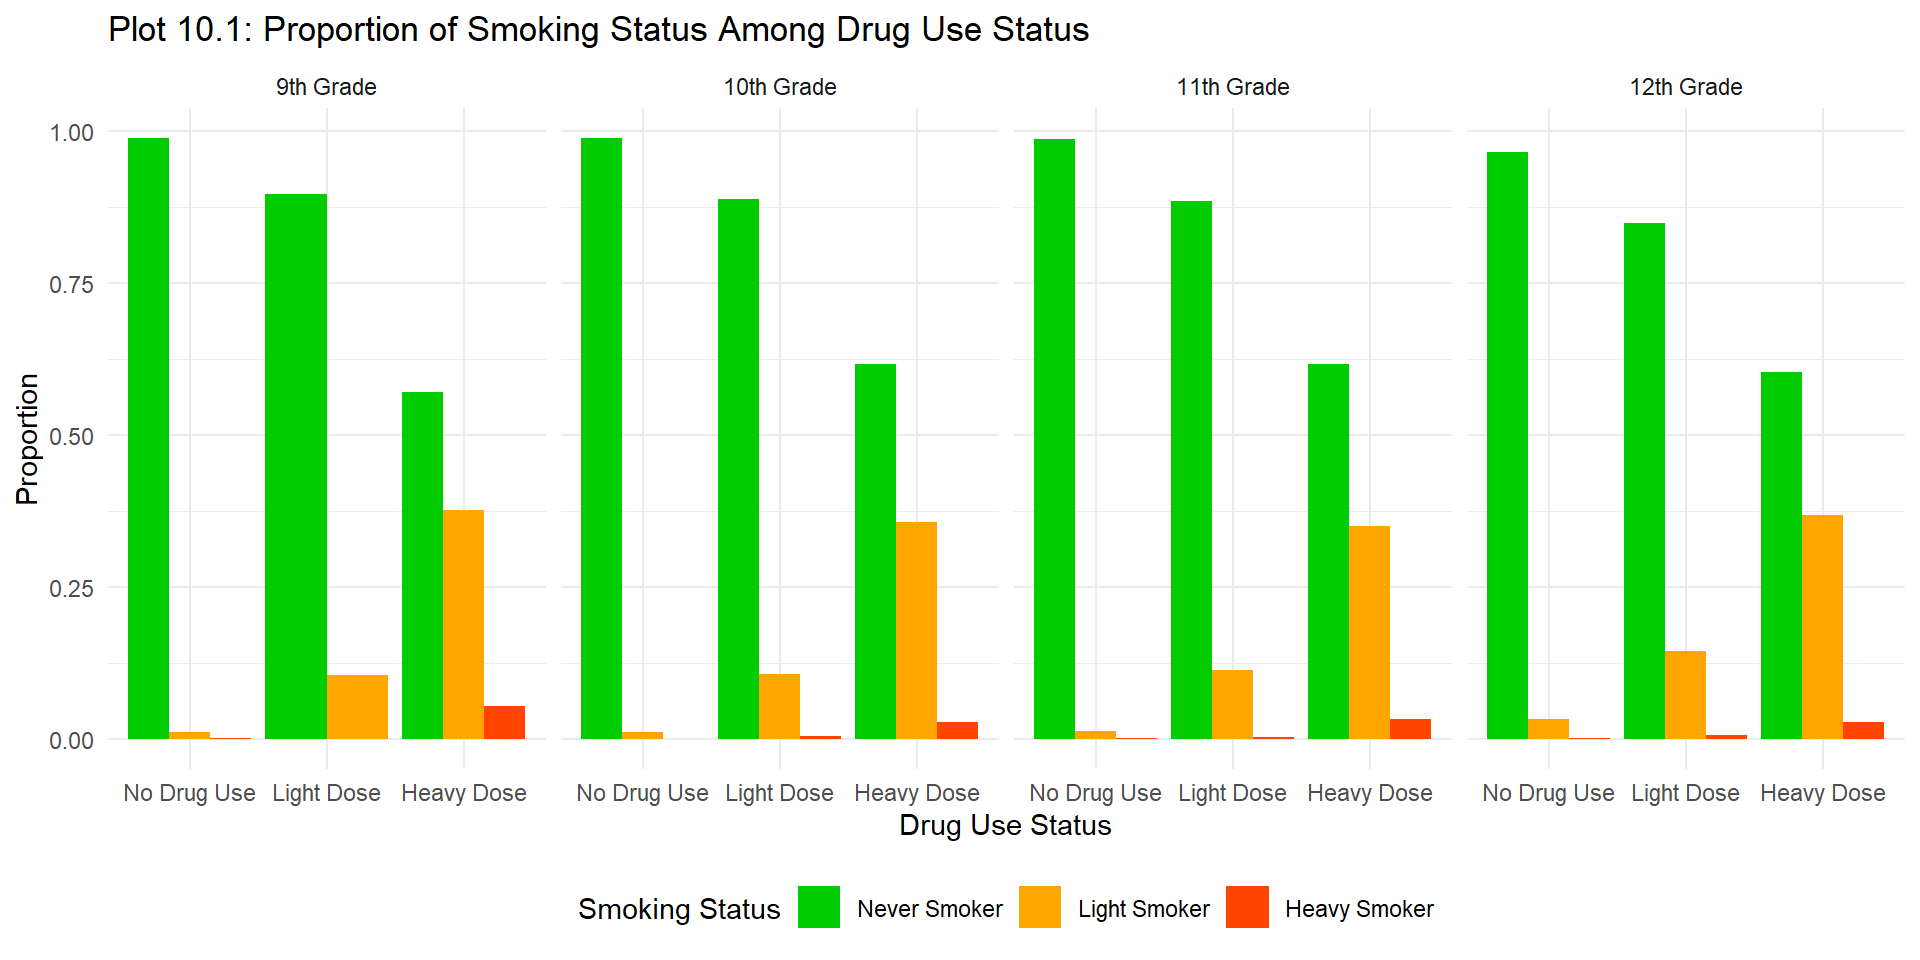 Plot 10.1: Proportion of Smoking Status Among Drug Use Status
9th Grade 10th Grade 11th Grade 12th Grade
1.00
0.75
0.50
0.25
0.00
Proportion
No Drug Use Light Dose Heavy Dose No Drug Use Light Dose Heavy Dose No Drug Use Light Dose Heavy Dose No Drug Use Light Dose Heavy Dose
Drug Use Status
Smoking Status Never Smoker Light Smoker Heavy Smoker